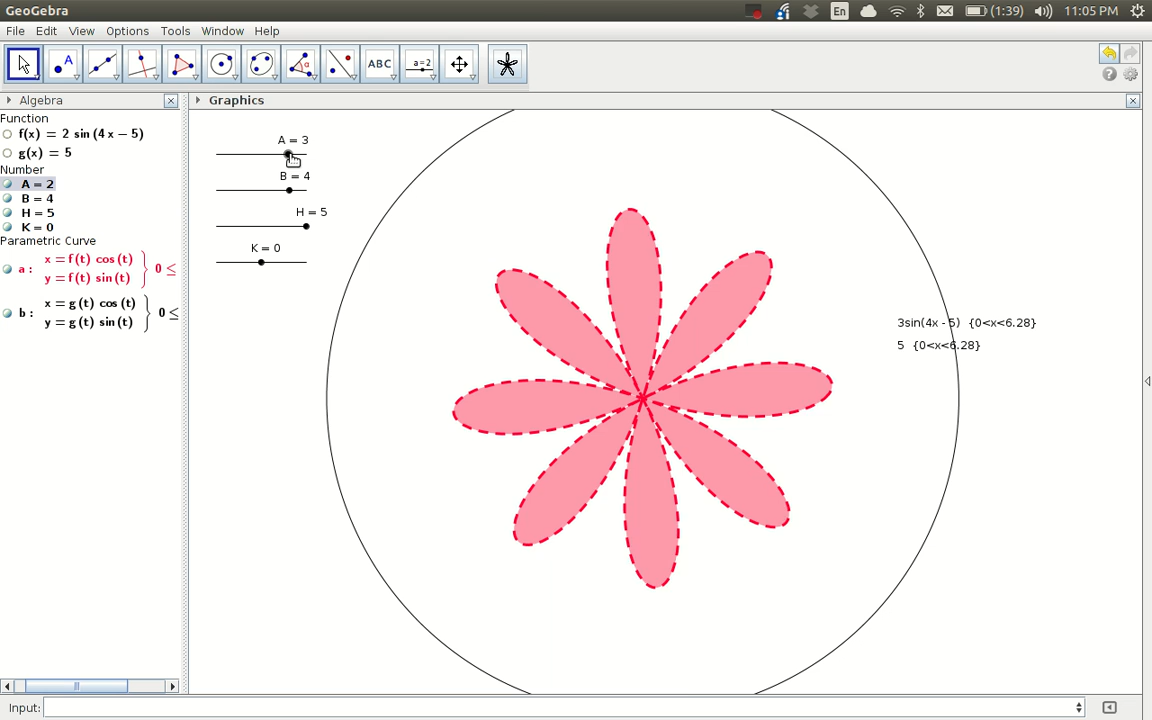 GeoGebra
En
(1:39)
11:05 PM
File Edit View Options Tools Window Help
A
α
ABC
a=2
Algebra
Graphics
Function
f(x) = 2 sin (4 x − 5)
g(x) = 5
Number
A = 2
B = 4
H = 5
K = 0
Parametric Curve
a :
x = f(t) cos(t)
y = f(t) sin(t)
0 ≤
b :
x = g(t) cos(t)
y = g(t) sin(t)
0 ≤
A = 3
B = 4
H = 5
K = 0
3sin(4x - 5) {0<x<6.28}
5 {0<x<6.28}
Input: